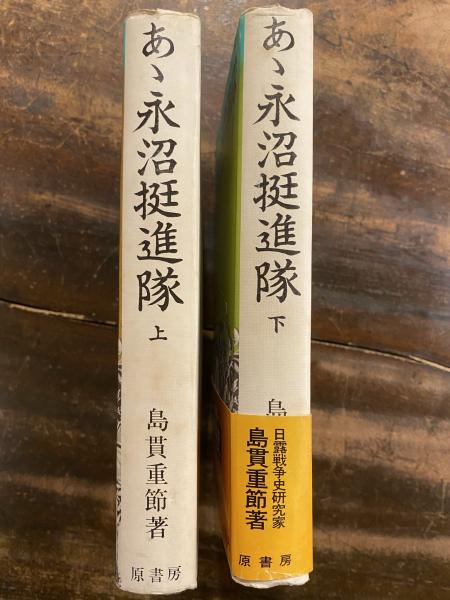 あゝ永沼挺進隊
上
島貫重節著
原書房
あゝ永沼挺進隊
下
島
日露戦争史研究家
島貫重節著
原書房